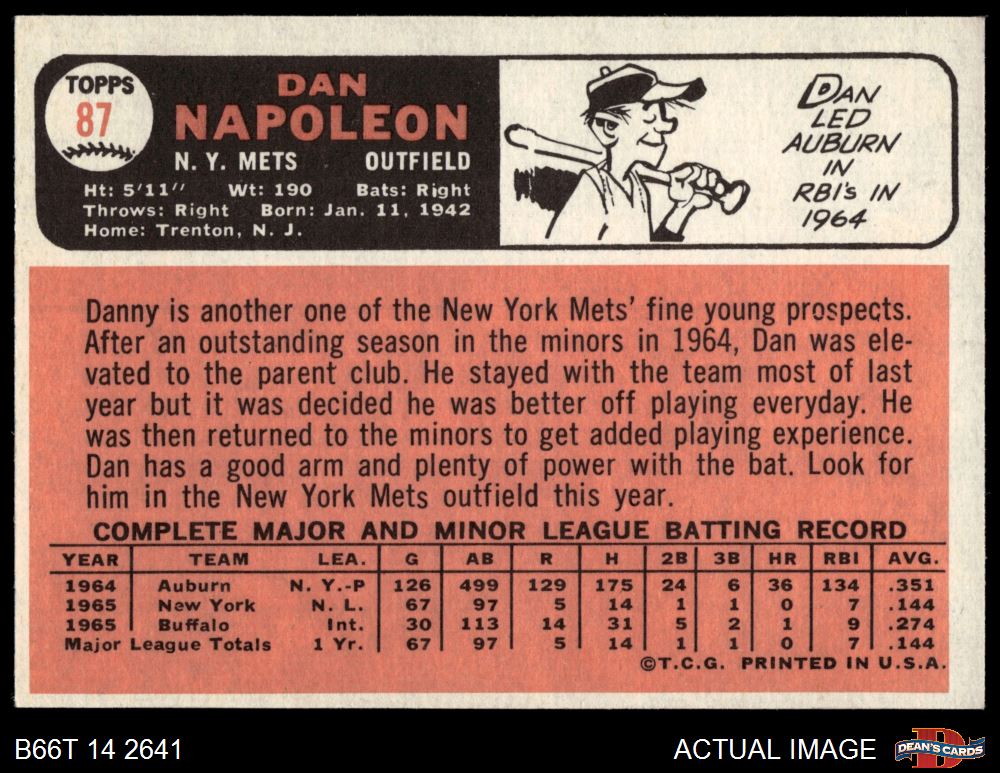 TOPPS
87
DAN
NAPOLEON
N. Y. METS OUTFIELD
Ht: 5'11" Wt: 190 Bats: Right
Throws: Right Born: Jan. 11, 1942
Home: Trenton, N. J.
DAN
LED
AUBURN
IN
RBI's IN
1964
Danny is another one of the New York Mets' fine young prospects.
After an outstanding season in the minors in 1964, Dan was ele-
vated to the parent club. He stayed with the team most of last
year but it was decided he was better off playing everyday. He
was then returned to the minors to get added playing experience.
Dan has a good arm and plenty of power with the bat. Look for
him in the New York Mets outfield this year.
COMPLETE MAJOR AND MINOR LEAGUE BATTING RECORD
YEAR TEAM LEA. G AB R H 2B 3B HR RBI AVG.
1964 Auburn N. Y.-P 126 499 129 175 24 6 36 134 .351
1965 New York N. L. 67 97 5 14 1 1 0 7 .144
1965 Buffalo Int. 30 113 14 31 5 2 1 9 .274
Major League Totals 1 Yr. 67 97 5 14 1 1 0 7 .144
©T.C.G. PRINTED IN U.S.A.
B66T 14 2641 ACTUAL IMAGE
D
DEAN'S CARDS